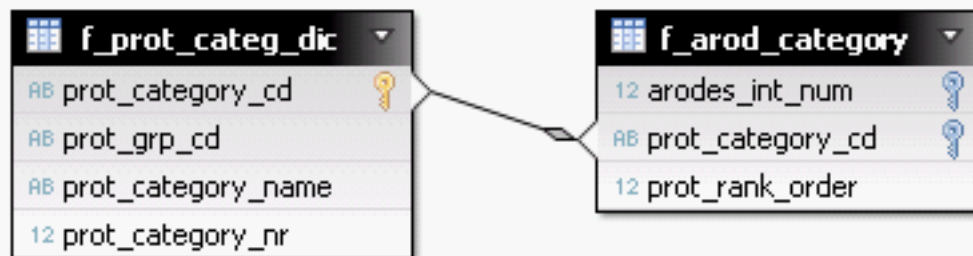 f_prot_categ_dic
AB prot_category_cd
AB prot_grp_cd
AB prot_category_name
12 prot_category_nr
f_arod_category
12 arodes_int_num
AB prot_category_cd
12 prot_rank_order